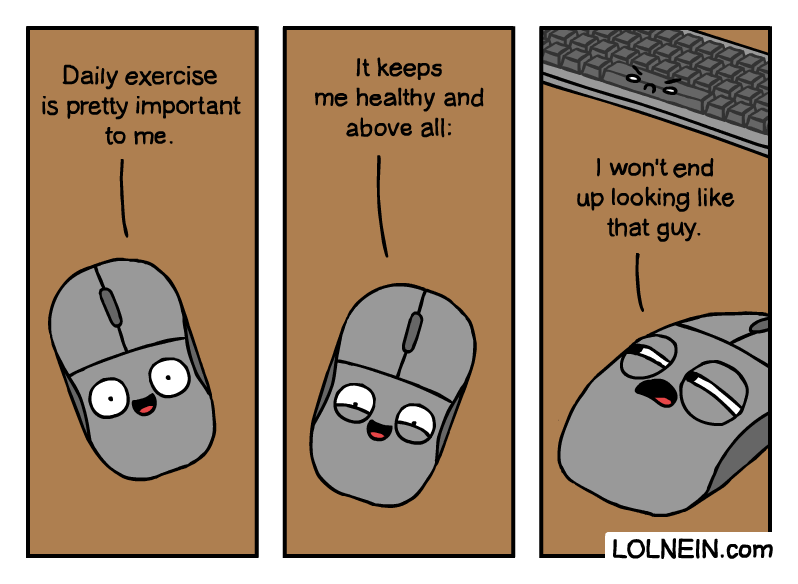 Daily exercise
is pretty important
to me.
It keeps
me healthy and
above all:
I won't end
up looking like
that guy.
LOLNEIN.com